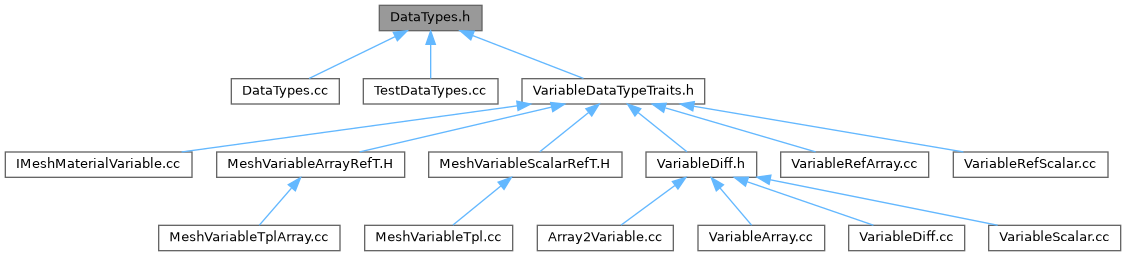 DataTypes.h
DataTypes.cc
TestDataTypes.cc
VariableDataTypeTraits.h
IMeshMaterialVariable.cc
MeshVariableArrayRefT.H
MeshVariableScalarRefT.H
VariableDiff.h
VariableRefArray.cc
VariableRefScalar.cc
MeshVariableTplArray.cc
MeshVariableTpl.cc
Array2Variable.cc
VariableArray.cc
VariableDiff.cc
VariableScalar.cc